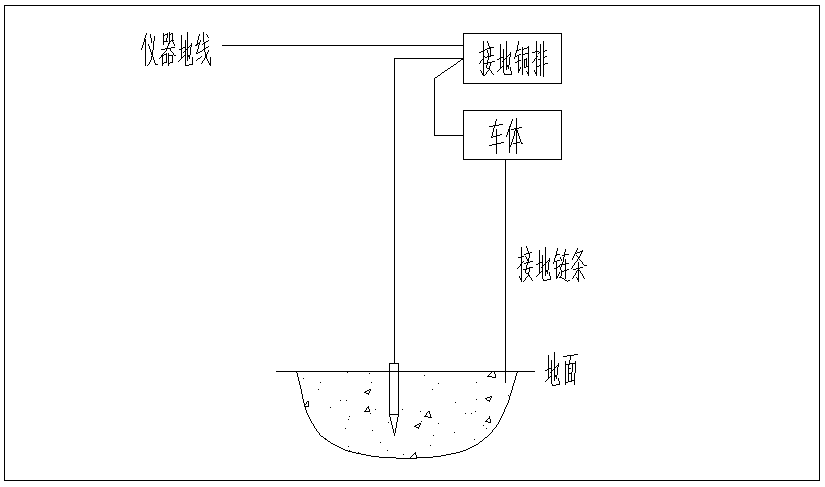 仪器地线
接地铜排
车体
接地链条
地面